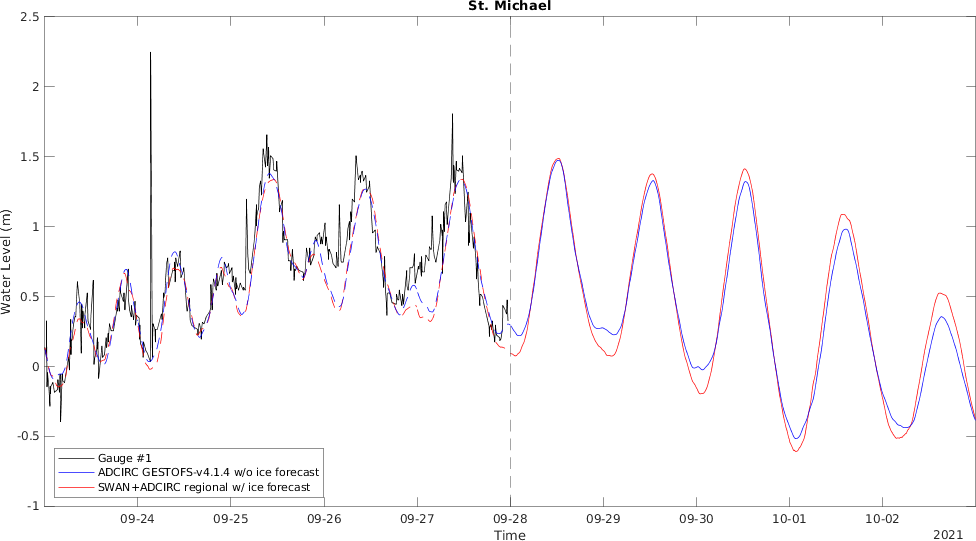 St. Michael
2.5
2
1.5
1
0.5
0
-0.5
-1
Water Level (m)
Gauge #1
ADCIRC GESTOFS-v4.1.4 w/o ice forecast
SWAN+ADCIRC regional w/ ice forecast
09-24 09-25 09-26 09-27 09-28 09-29 09-30 10-01 10-02
Time
2021